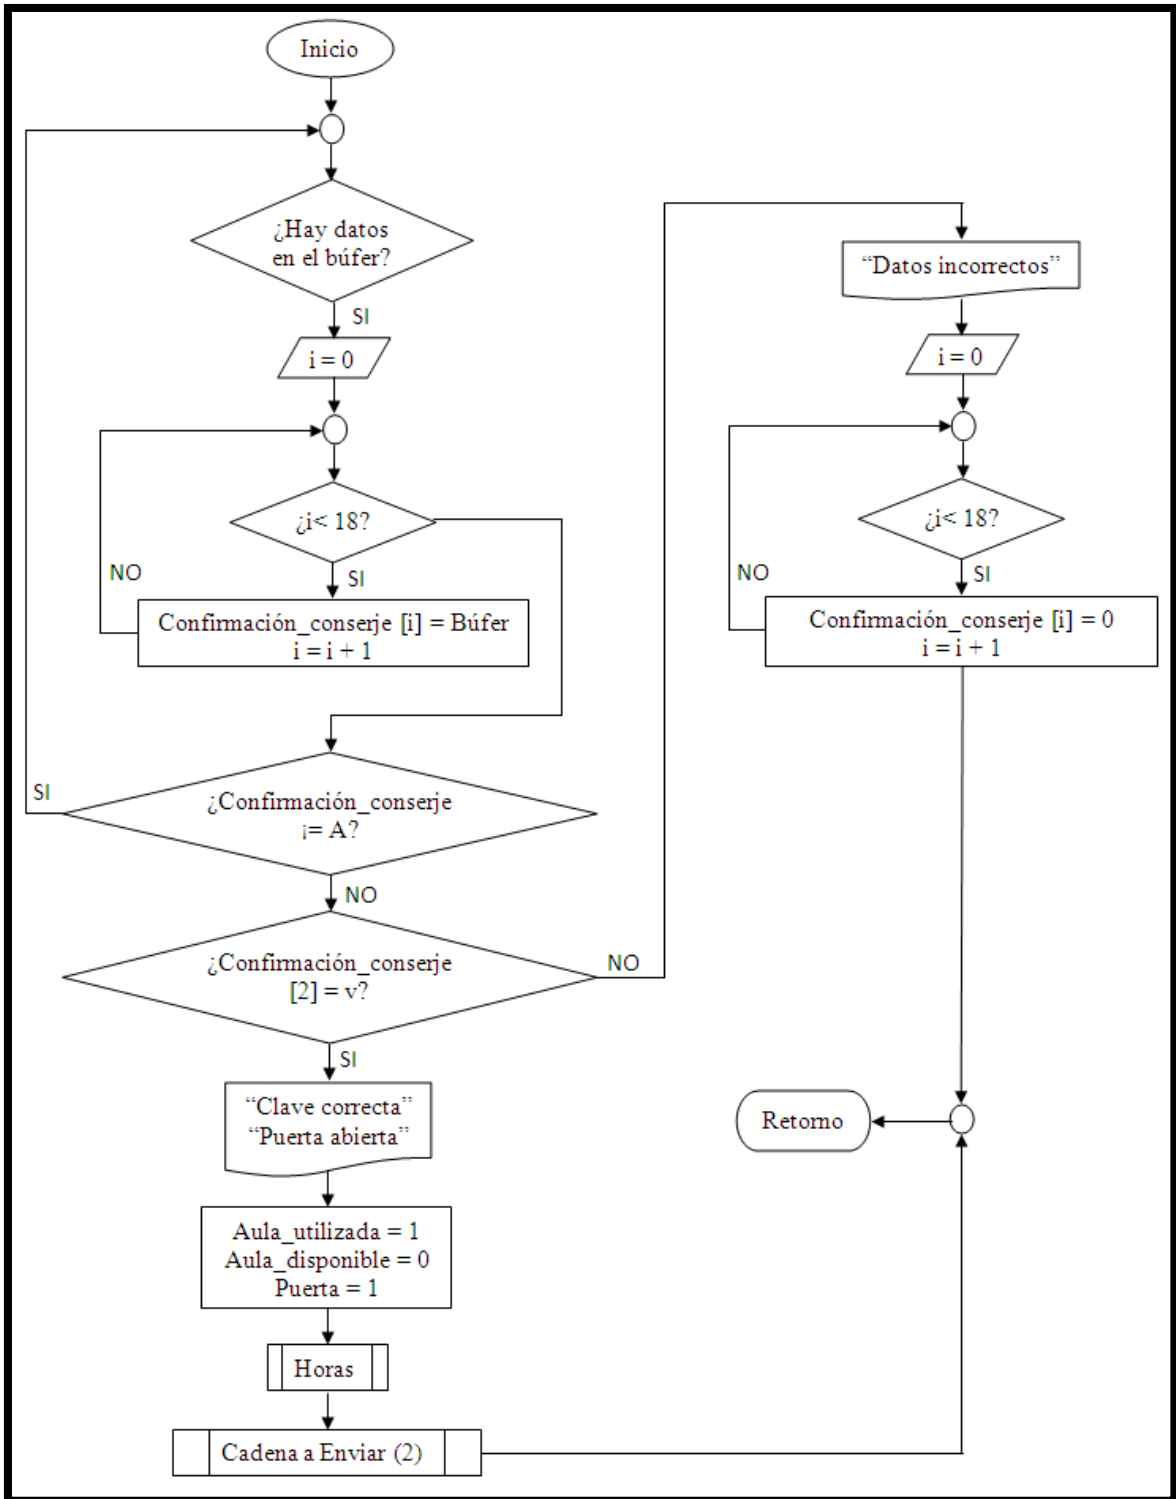 Inicio
¿Hay datos
en el búfer?
SI
i = 0
¿i< 18?
NO
SI
Confirmación_conserje [i] = Búfer
i = i + 1
SI
¿Confirmación_conserje
¡= A?
NO
¿Confirmación_conserje
[2] = v?
NO
SI
“Clave correcta”
“Puerta abierta”
Aula_utilizada = 1
Aula_disponible = 0
Puerta = 1
Horas
Cadena a Enviar (2)
“Datos incorrectos”
i = 0
¿i< 18?
NO
SI
Confirmación_conserje [i] = 0
i = i + 1
Retorno